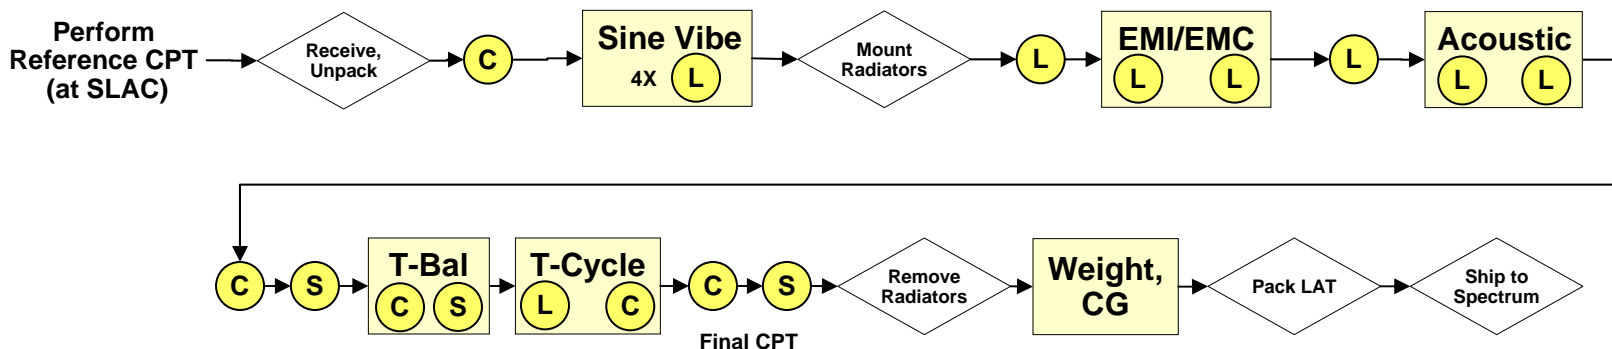 Perform
Reference CPT
(at SLAC)
Receive,
Unpack
C
Sine Vibe
4X L
Mount
Radiators
L
EMI/EMC
L L
L
Acoustic
L L
C
S
T-Bal
C S
T-Cycle
L C
C
S
Final CPT
Remove
Radiators
Weight,
CG
Pack LAT
Ship to
Spectrum